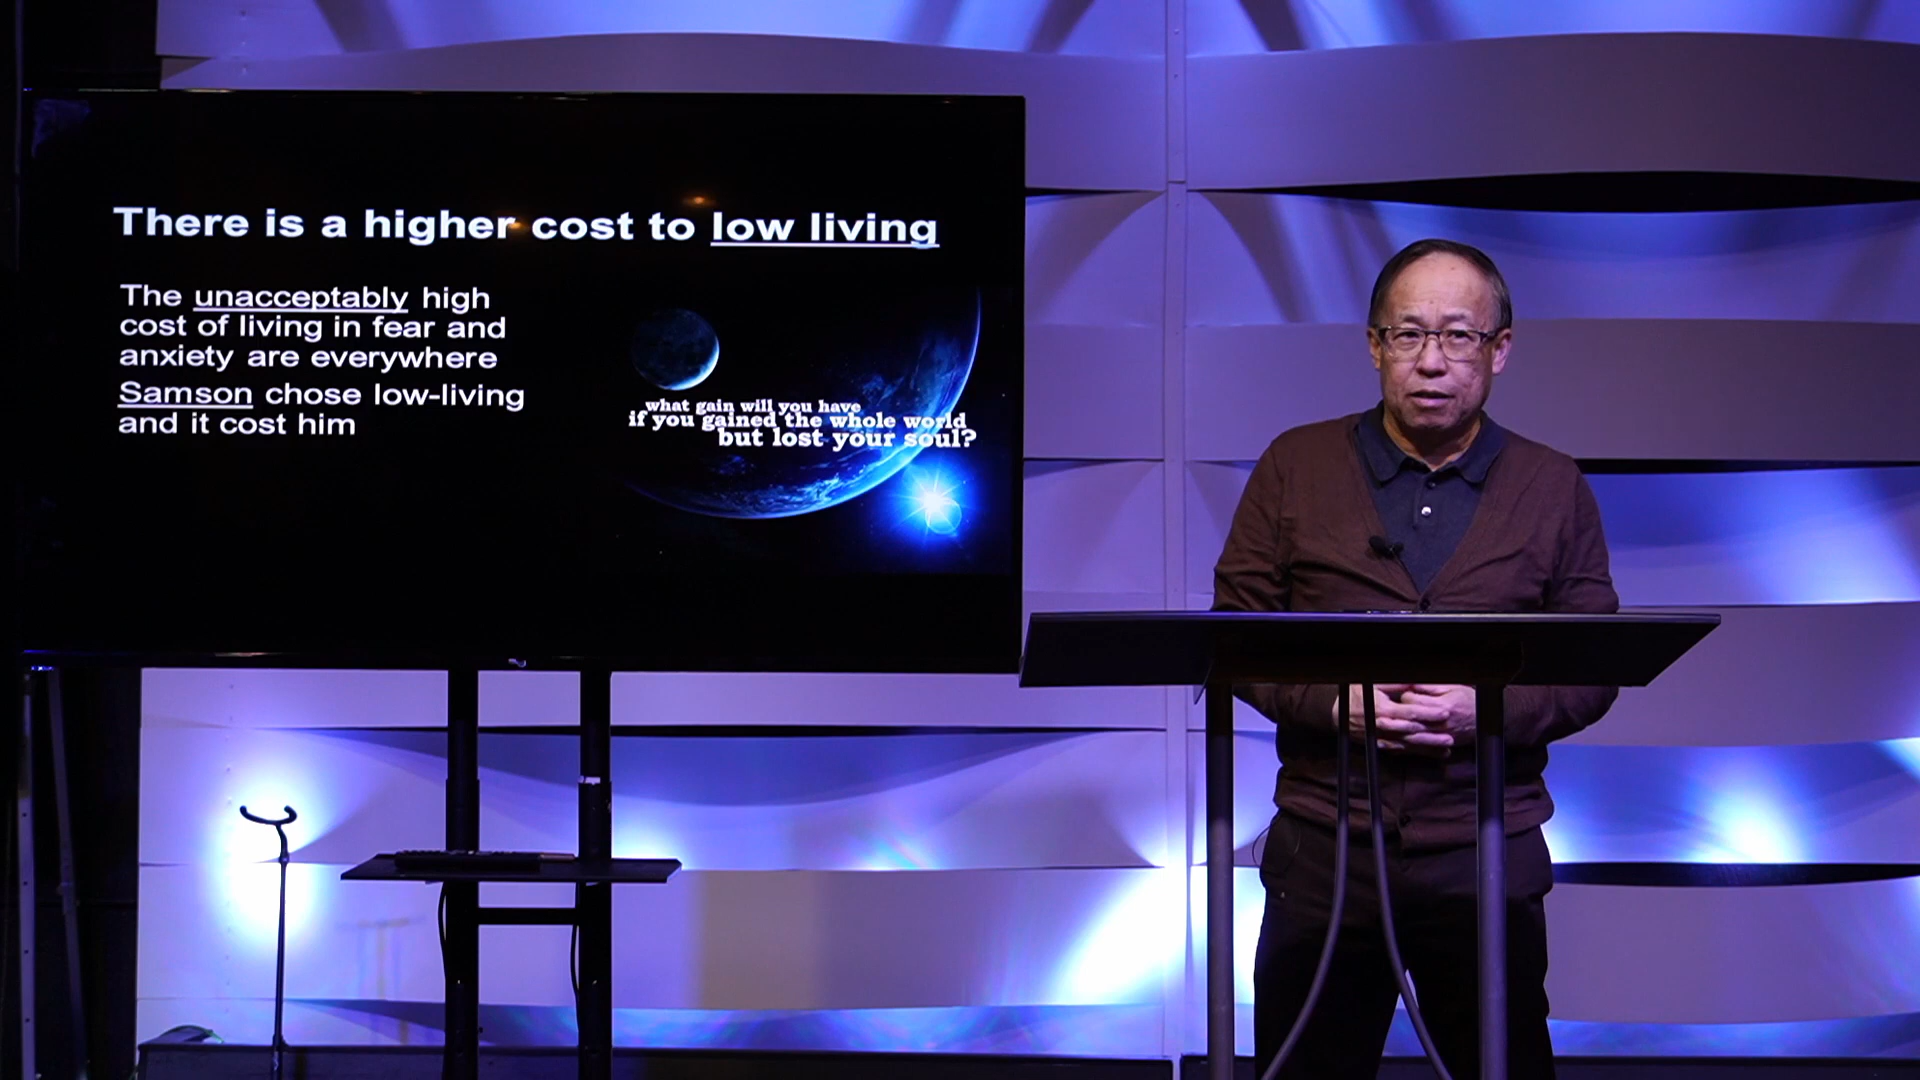 There is a higher cost to low living
The unacceptably high
cost of living in fear and
anxiety are everywhere
Samson chose low-living
and it cost him
what gain will you have
if you gained the whole world
but lost your soul?